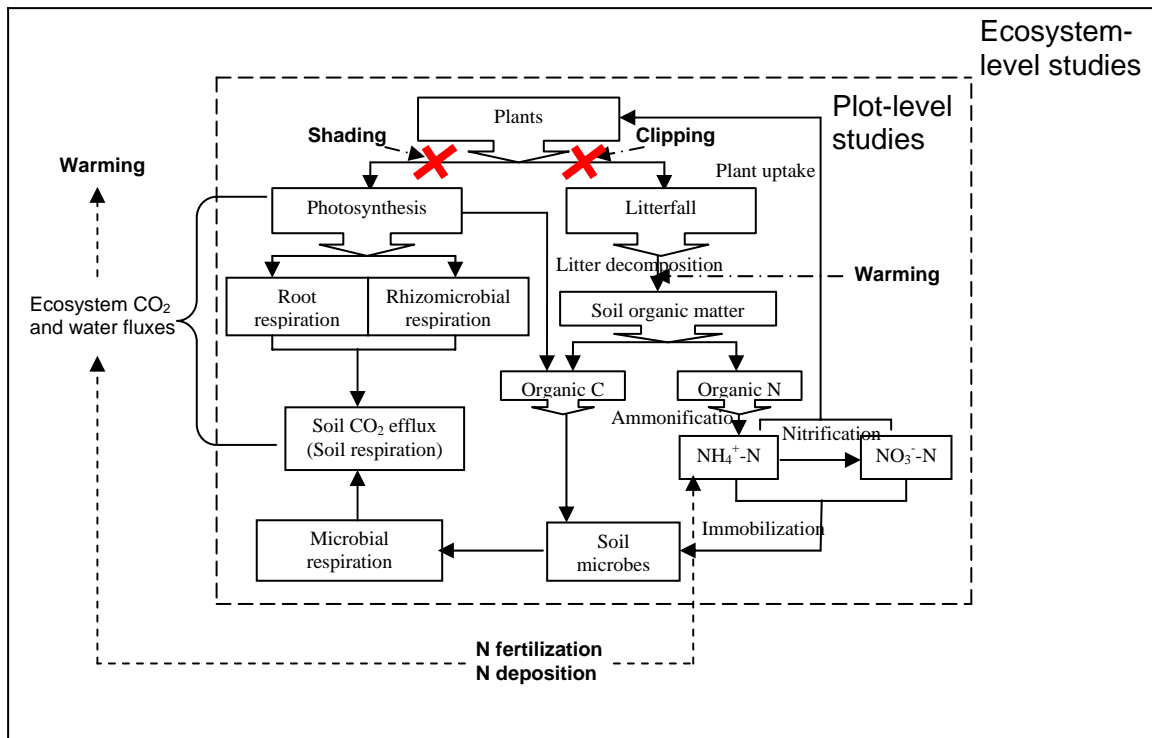 Ecosystem-
level studies
Plot-level
studies
Plants
Shading
Clipping
Warming
Plant uptake
Photosynthesis
Litterfall
Litter decomposition
Warming
Root
respiration
Rhizomicrobial
respiration
Soil organic matter
Ecosystem CO₂
and water fluxes
Organic C
Organic N
Ammonificatio
Soil CO₂ efflux
(Soil respiration)
Nitrification
NH₄⁺-N
NO₃⁻-N
Microbial
respiration
Soil
microbes
Immobilization
N fertilization
N deposition